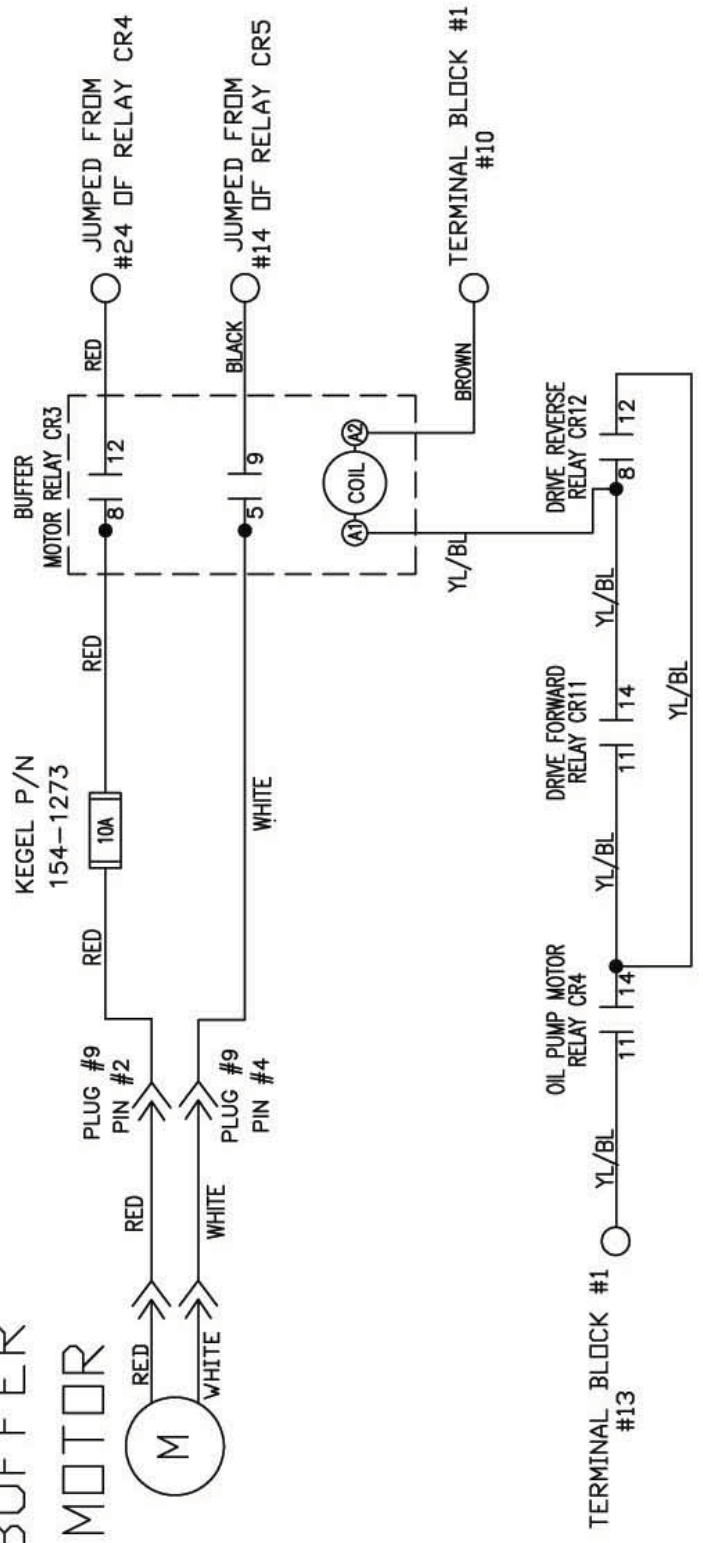 BUFFER
MOTOR
M
RED
WHITE
RED
WHITE
PLUG #9
PIN #2
PLUG #9
PIN #4
RED
KEGEL P/N
154-1273
10A
RED
WHITE
BUFFER
MOTOR RELAY CR3
8
12
5
9
A1
COIL
A2
RED
BLACK
JUMPED FROM
#24 OF RELAY CR4
JUMPED FROM
#14 OF RELAY CR5
BROWN
TERMINAL BLOCK #1
#10
YL/BL
TERMINAL BLOCK #1
#13
YL/BL
OIL PUMP MOTOR
RELAY CR4
11
14
YL/BL
DRIVE FORWARD
RELAY CR11
11
14
YL/BL
DRIVE REVERSE
RELAY CR12
8
12
YL/BL